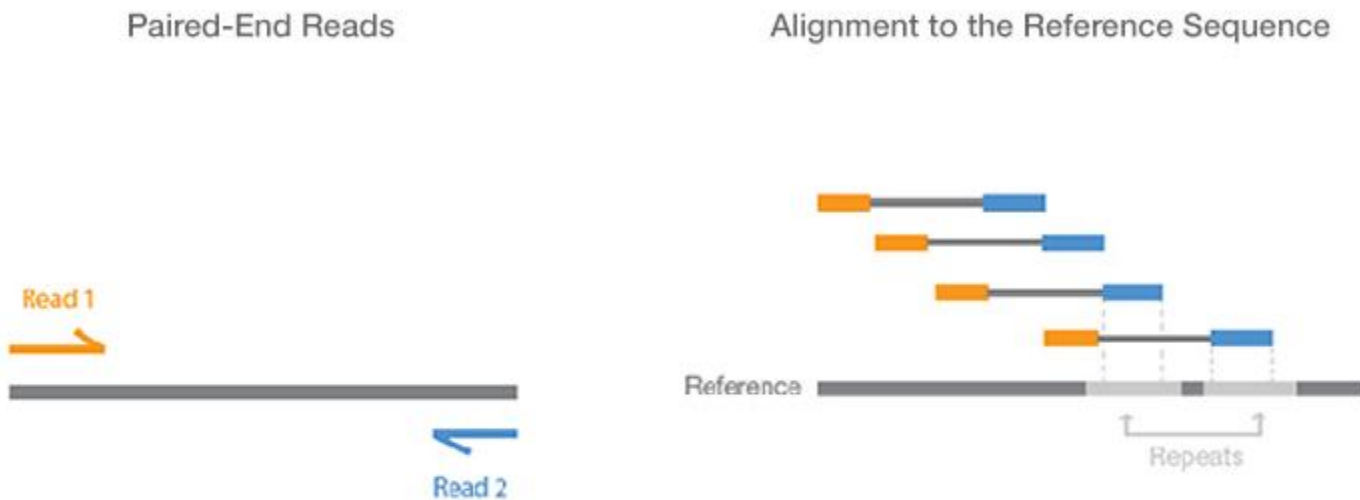 Paired-End Reads
Alignment to the Reference Sequence
Read 1
Reference
Repeats
Read 2